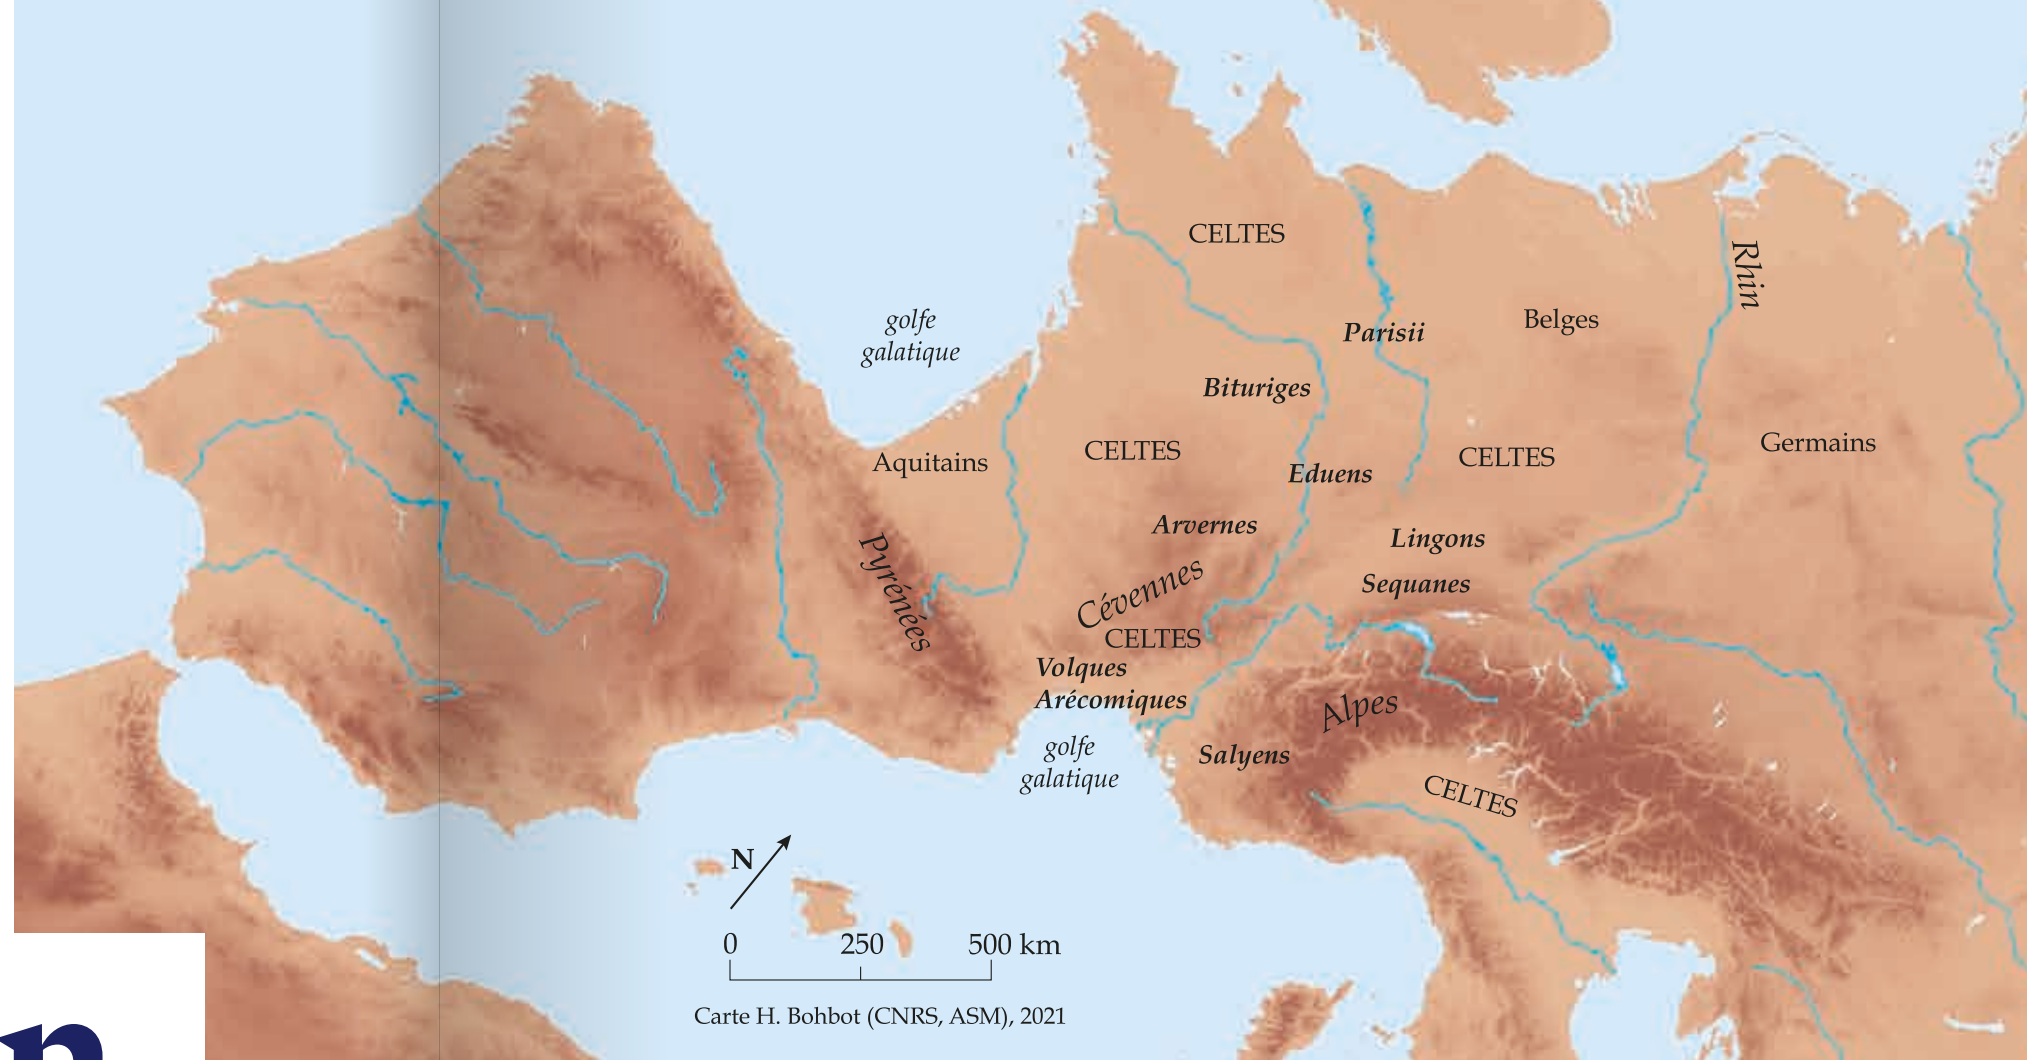 CELTES
Rhin
golfe
galatique
Parisii
Belges
Bituriges
Aquitains
CELTES
CELTES
Germains
Eduens
Arvernes
Lingons
Pyrénées
Cévennes
Sequanes
CELTES
Volques
Arécomiques
Alpes
golfe
galatique
Salyens
CELTES
N
0 250 500 km
Carte H. Bohbot (CNRS, ASM), 2021
n